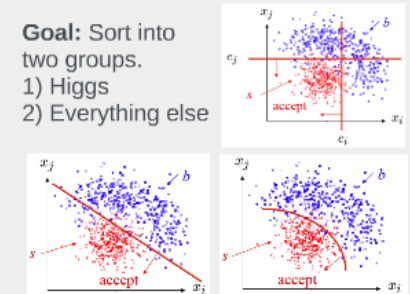 Goal: Sort into
two groups.
1) Higgs
2) Everything else
x_j
b
c_j
s
accept
x_i
c_i
x_j
b
s
accept
x_i
x_j
b
s
accept
x_i